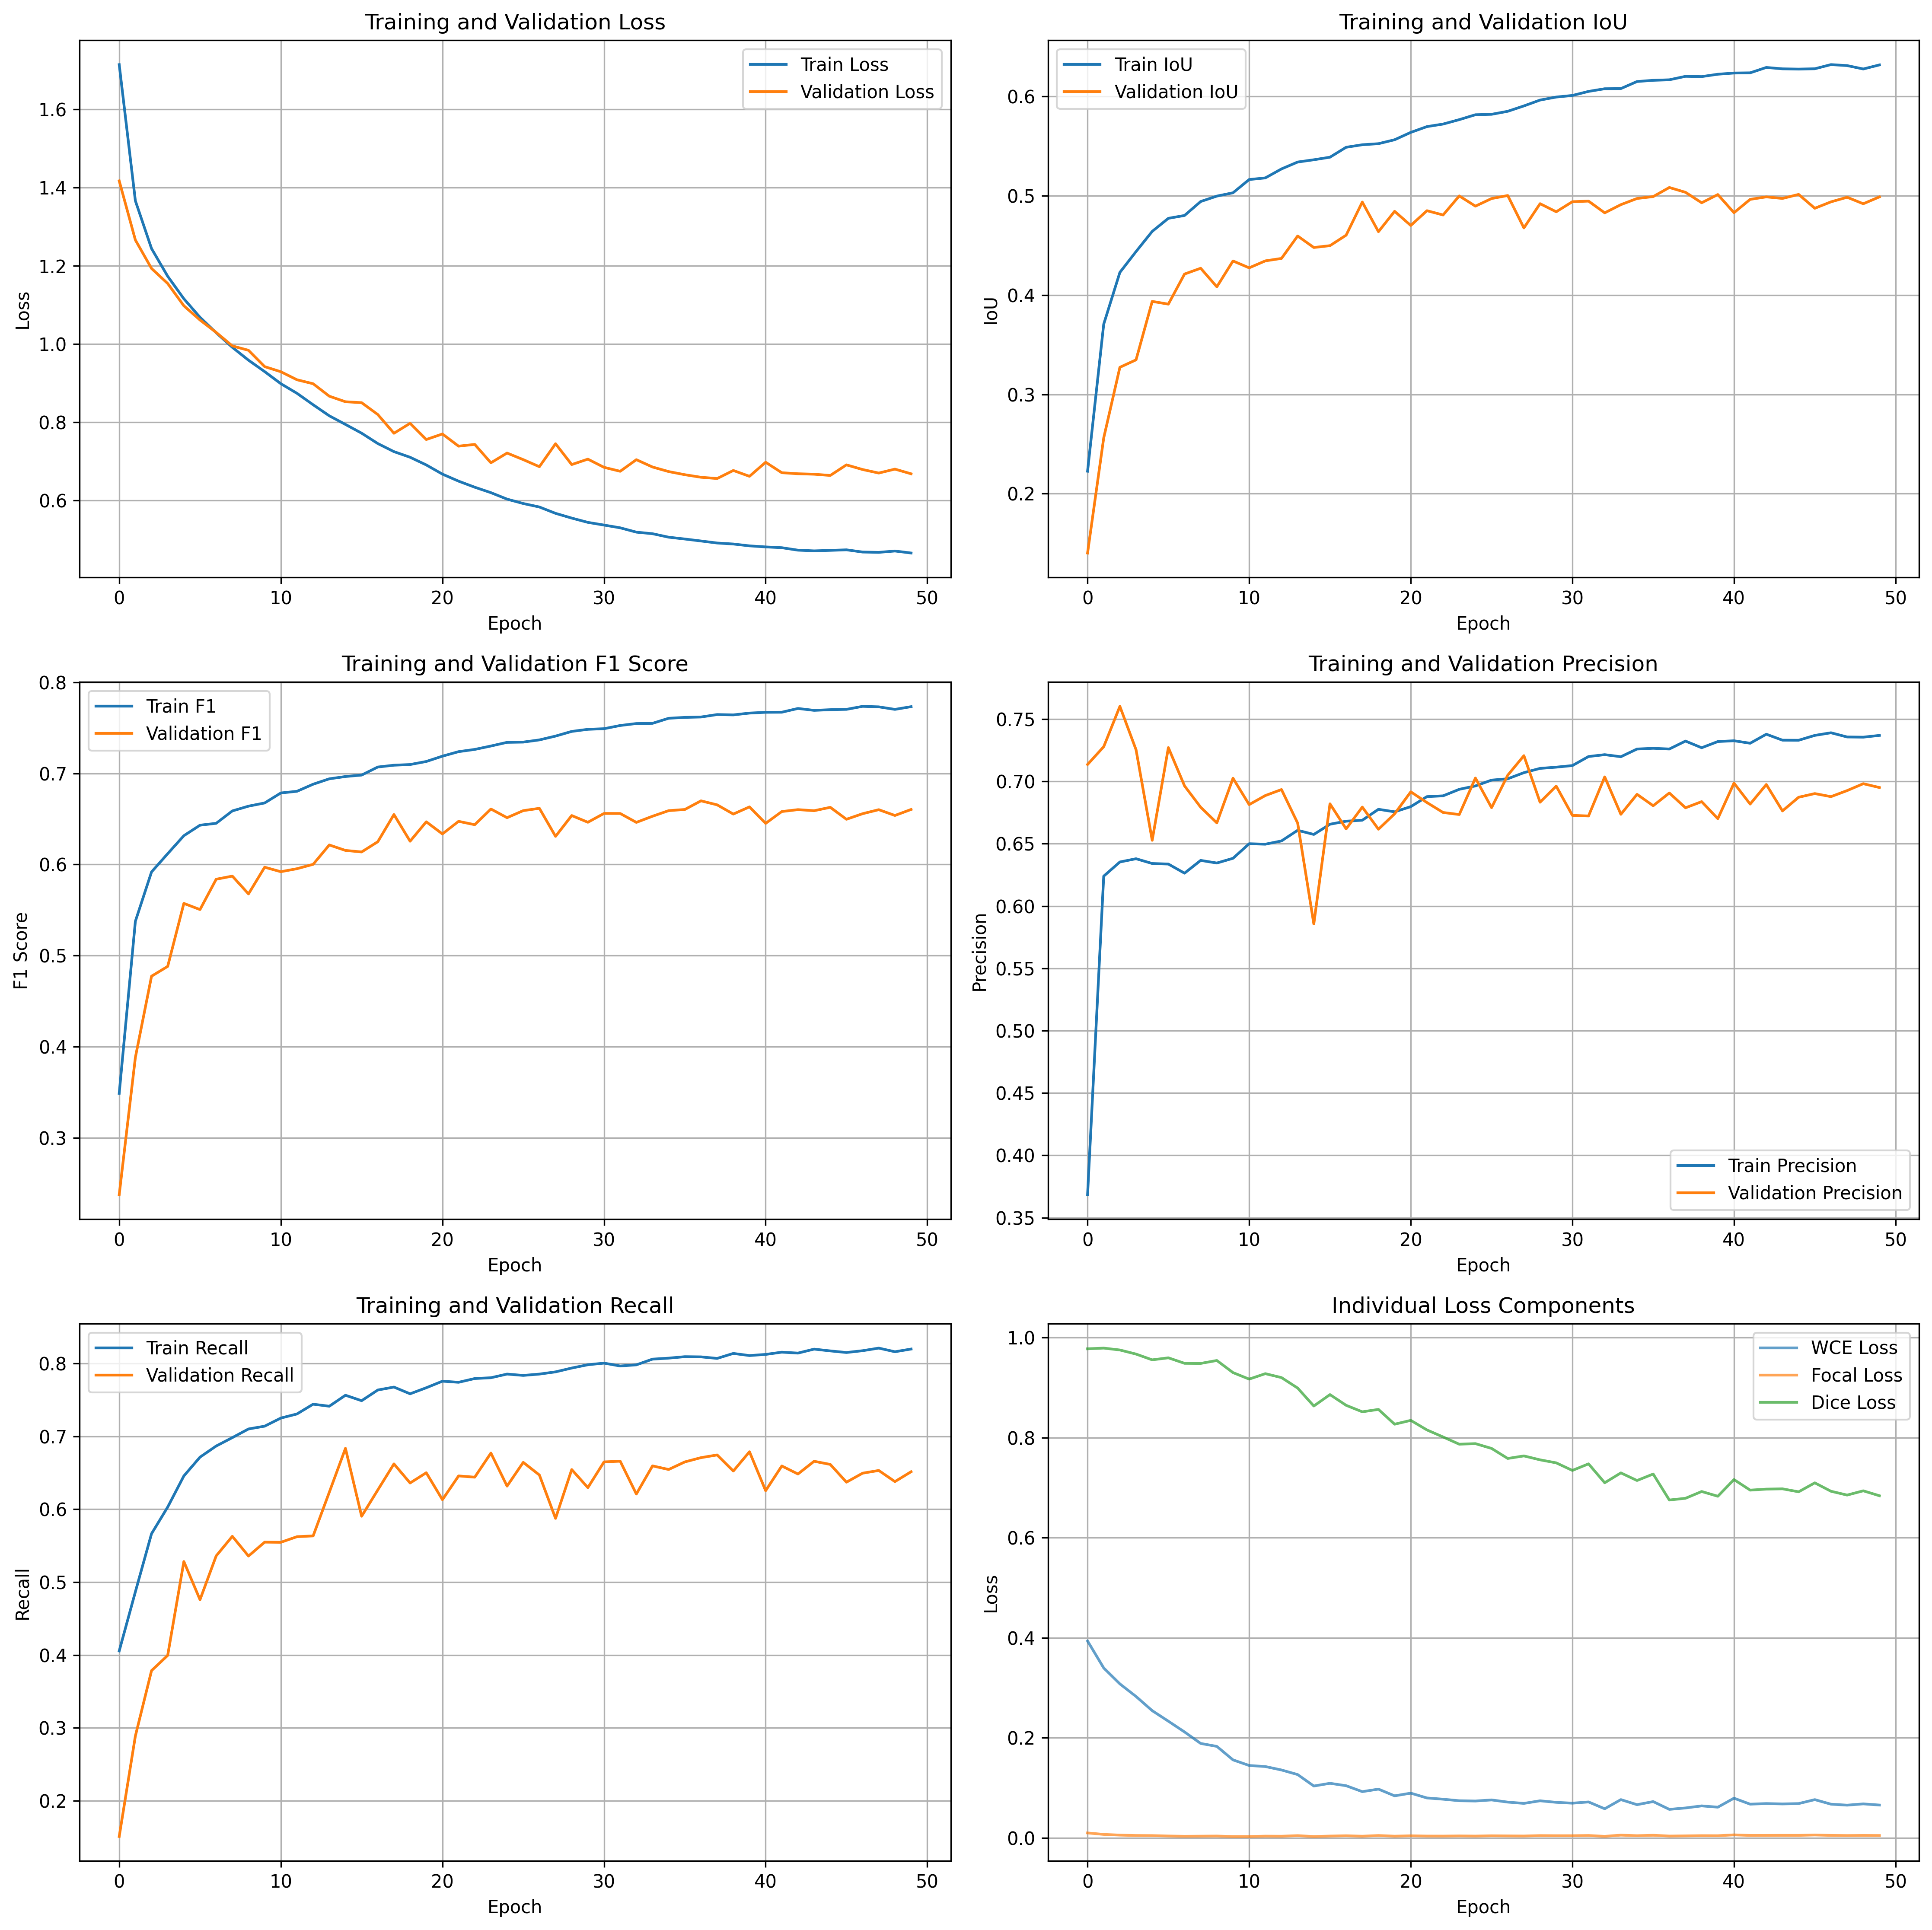 Training and Validation Loss
Train Loss
Validation Loss
1.6
1.4
1.2
1.0
0.8
0.6
Loss
0 10 20 30 40 50
Epoch
Training and Validation IoU
Train IoU
Validation IoU
0.6
0.5
0.4
0.3
0.2
IoU
0 10 20 30 40 50
Epoch
Training and Validation F1 Score
Train F1
Validation F1
0.8
0.7
0.6
0.5
0.4
0.3
F1 Score
0 10 20 30 40 50
Epoch
Training and Validation Precision
0.75
0.70
0.65
0.60
0.55
0.50
0.45
0.40
0.35
Precision
Train Precision
Validation Precision
0 10 20 30 40 50
Epoch
Training and Validation Recall
Train Recall
Validation Recall
0.8
0.7
0.6
0.5
0.4
0.3
0.2
Recall
0 10 20 30 40 50
Epoch
Individual Loss Components
WCE Loss
Focal Loss
Dice Loss
1.0
0.8
0.6
0.4
0.2
0.0
Loss
0 10 20 30 40 50
Epoch